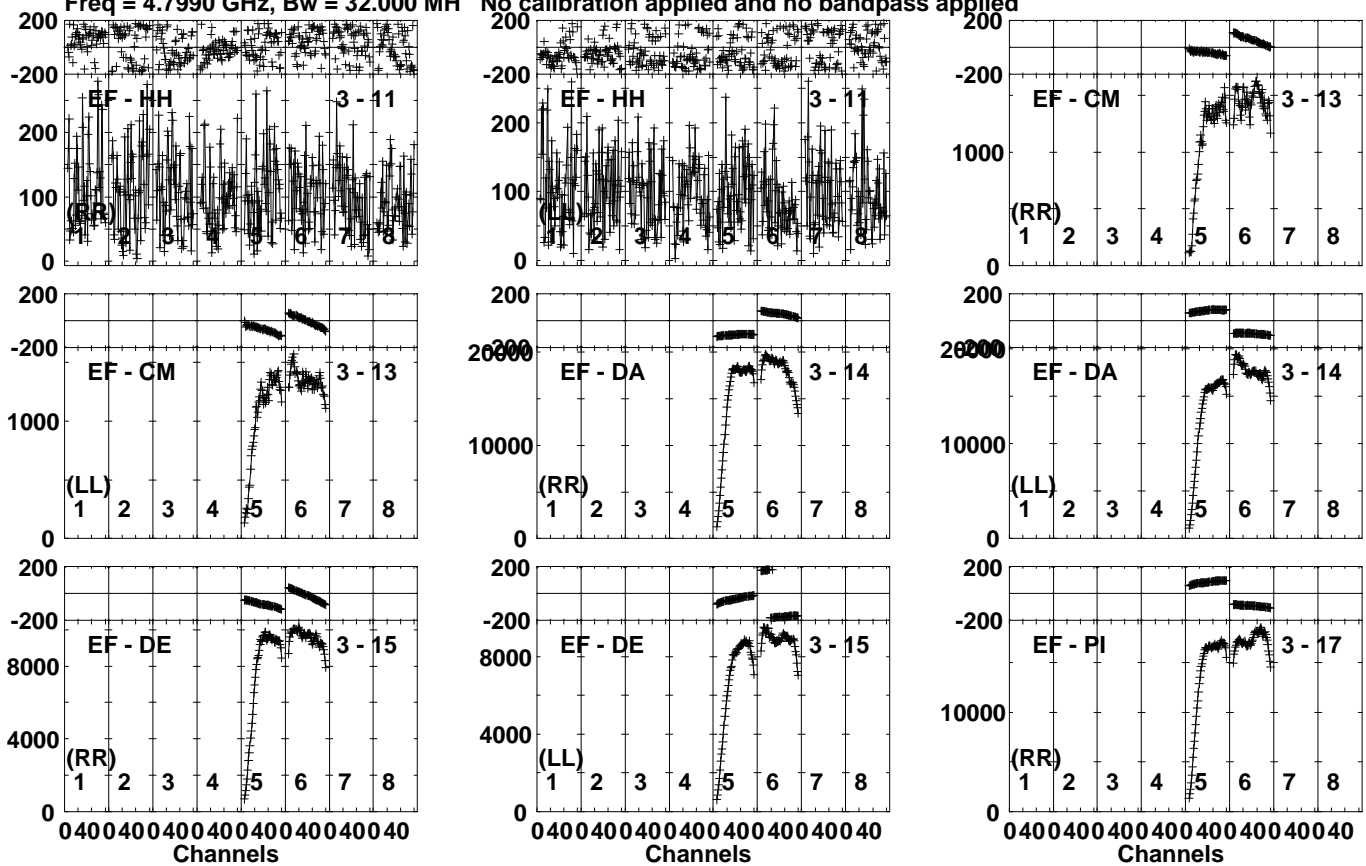 Freq = 4.7990 GHz, Bw = 32.000 MH No calibration applied and no bandpass applied
200
-200
EF - HH 3 - 11
200
100
(RR)
1 2 3 4 5 6 7 8
0
EF - HH 3 - 11
200
100
(LL)
1 2 3 4 5 6 7 8
0
200
-200
EF - CM 3 - 13
1000
(RR)
1 2 3 4 5 6 7 8
0
200
-200
EF - CM 3 - 13
1000
(LL)
1 2 3 4 5 6 7 8
0
200
-200
20000
EF - DA 3 - 14
10000
(RR)
1 2 3 4 5 6 7 8
0
200
-200
20000
EF - DA 3 - 14
10000
(LL)
1 2 3 4 5 6 7 8
0
200
-200
EF - DE 3 - 15
8000
4000
(RR)
1 2 3 4 5 6 7 8
0
0 40 0 40 0 40 0 40 0 40 0 40 0 40 0 40
Channels
200
-200
EF - DE 3 - 15
8000
4000
(LL)
1 2 3 4 5 6 7 8
0
0 40 0 40 0 40 0 40 0 40 0 40 0 40 0 40
Channels
200
-200
EF - PI 3 - 17
10000
(RR)
1 2 3 4 5 6 7 8
0
0 40 0 40 0 40 0 40 0 40 0 40 0 40 0 40
Channels